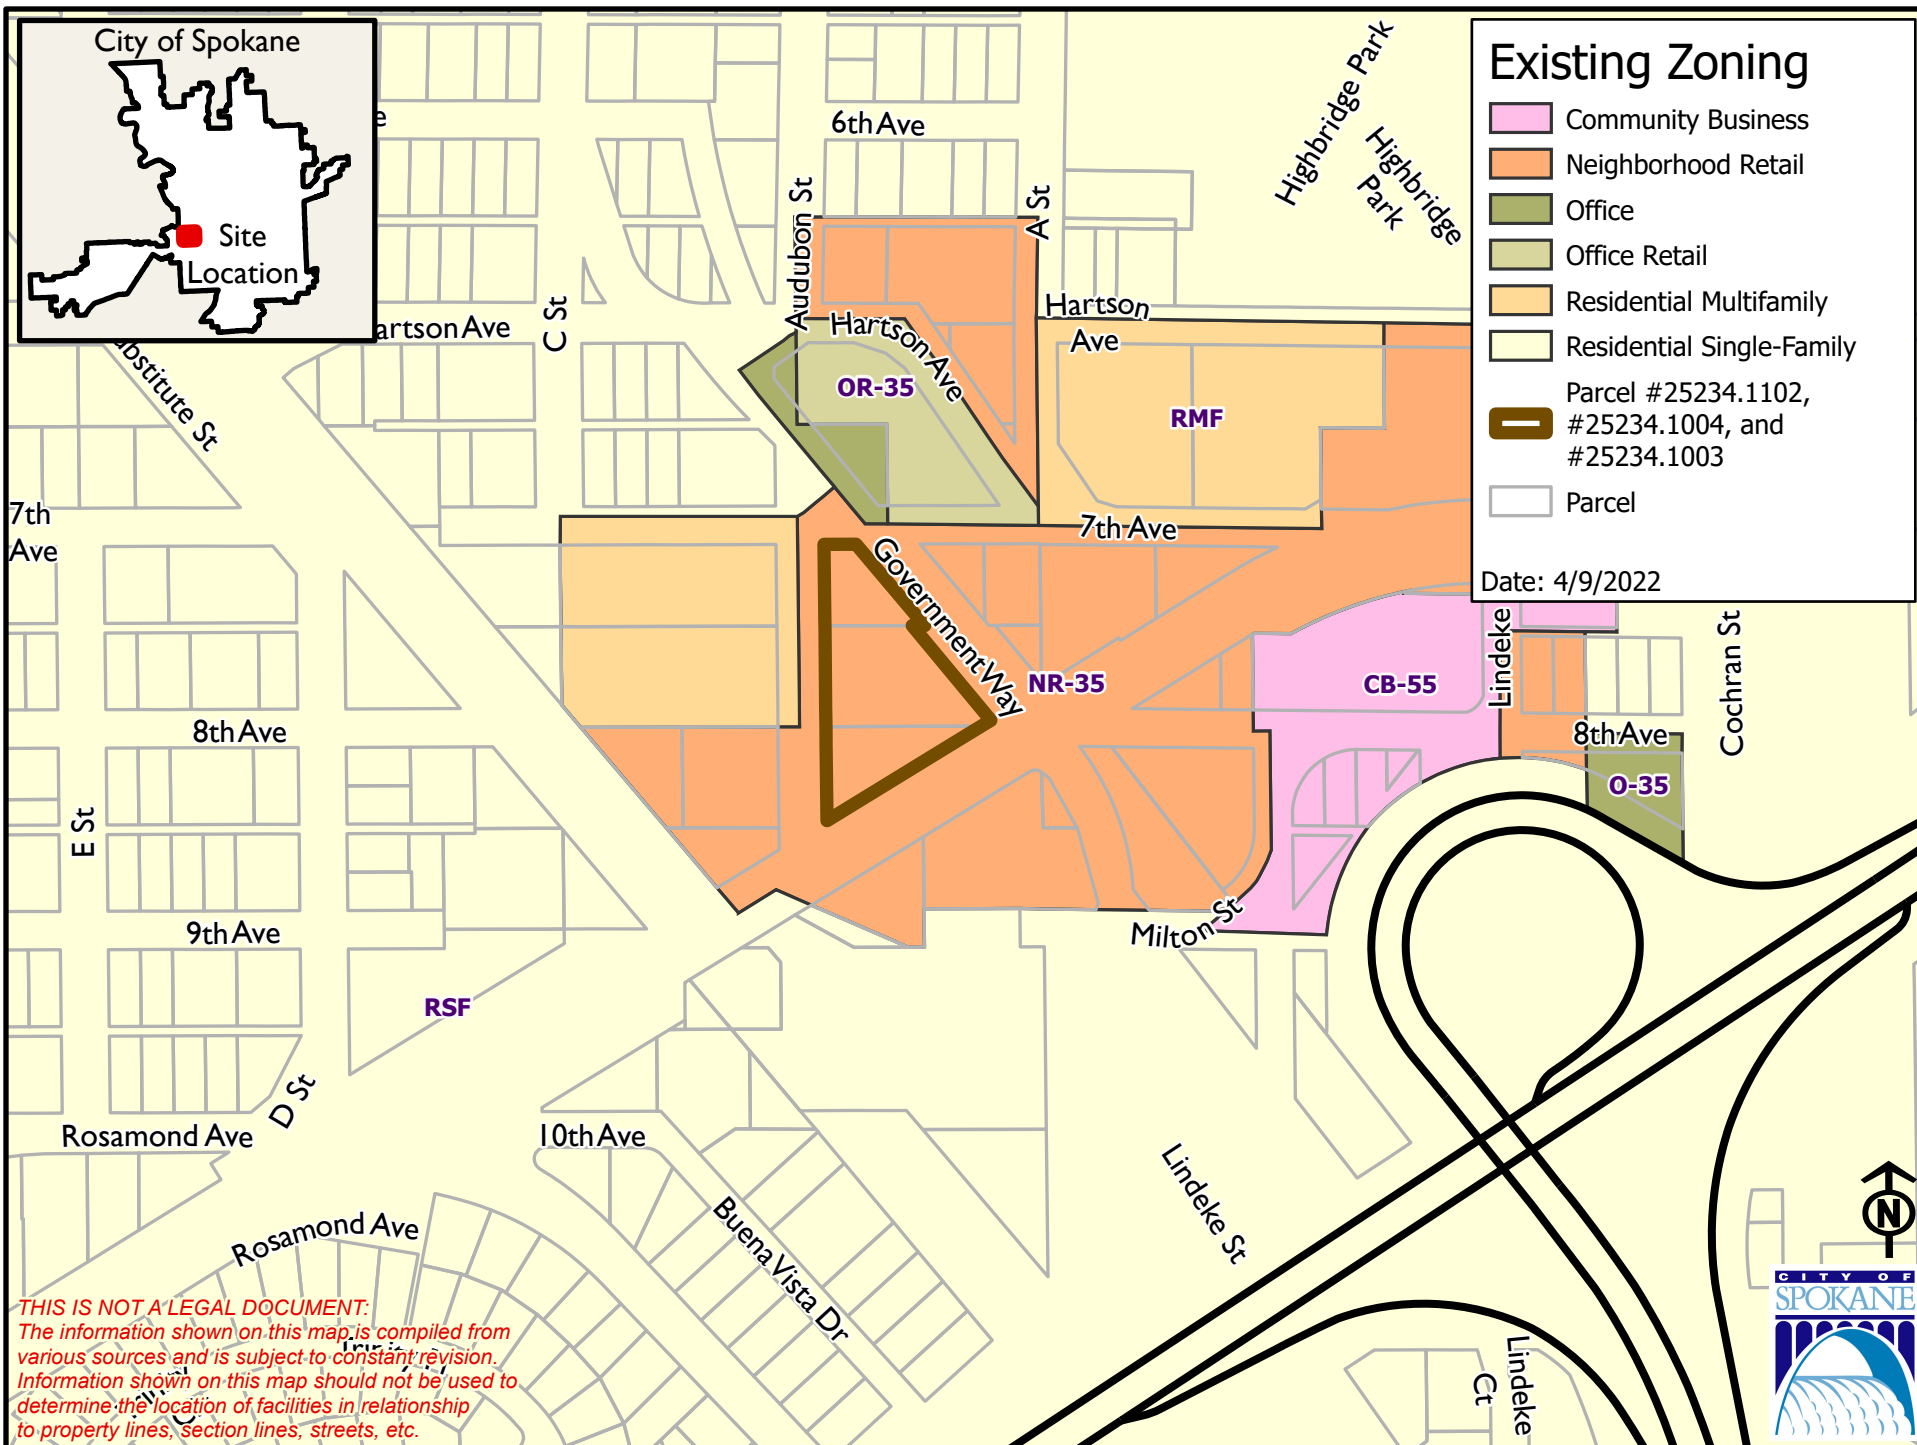 City of Spokane
Site
Location
Existing Zoning
Community Business
Neighborhood Retail
Office
Office Retail
Residential Multifamily
Residential Single-Family
Parcel #25234.1102,
#25234.1004, and
#25234.1003
Parcel
Date: 4/9/2022
6th Ave
Highbridge Park
Highbridge
Park
Audubon St
A St
C St
Hartson
Ave
artson Ave
Hartson Ave
bstitute St
OR-35
RMF
7th
Ave
7th Ave
Government Way
NR-35
CB-55
Lindeke
Cochran St
8th Ave
8th Ave
O-35
E St
9th Ave
Milton St
RSF
D St
Rosamond Ave
10th Ave
Lindeke St
Rosamond Ave
Buena Vista Dr
N
CITY OF
SPOKANE
THIS IS NOT A LEGAL DOCUMENT:
The information shown on this map is compiled from
various sources and is subject to constant revision.
Information shown on this map should not be used to
determine the location of facilities in relationship
to property lines, section lines, streets, etc.
Lindeke
Ct